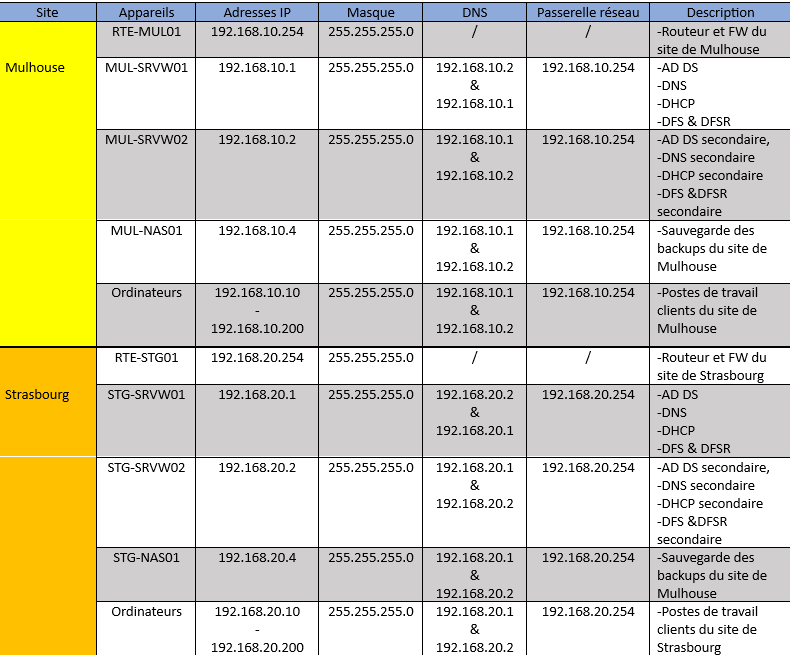 Site Appareils Adresses IP Masque DNS Passerelle réseau Description
Mulhouse
RTE-MUL01 192.168.10.254 255.255.255.0 / / -Routeur et FW du
site de Mulhouse
MUL-SRVW01 192.168.10.1 255.255.255.0 192.168.10.2 192.168.10.254 -AD DS
& -DNS
192.168.10.1 -DHCP
-DFS & DFSR
MUL-SRVW02 192.168.10.2 255.255.255.0 192.168.10.1 192.168.10.254 -AD DS secondaire,
& -DNS secondaire
192.168.10.2 -DHCP secondaire
-DFS &DFSR
secondaire
MUL-NAS01 192.168.10.4 255.255.255.0 192.168.10.1 192.168.10.254 -Sauvegarde des
& backups du site de
192.168.10.2 Mulhouse
Ordinateurs 192.168.10.10 255.255.255.0 192.168.10.1 192.168.10.254 -Postes de travail
- & clients du site de
192.168.10.200 192.168.10.2 Mulhouse
Strasbourg
RTE-STG01 192.168.20.254 255.255.255.0 / / -Routeur et FW du
site de Strasbourg
STG-SRVW01 192.168.20.1 255.255.255.0 192.168.20.2 192.168.20.254 -AD DS
& -DNS
192.168.20.1 -DHCP
-DFS & DFSR
STG-SRVW02 192.168.20.2 255.255.255.0 192.168.20.1 192.168.20.254 -AD DS secondaire,
& -DNS secondaire
192.168.20.2 -DHCP secondaire
-DFS &DFSR
secondaire
STG-NAS01 192.168.20.4 255.255.255.0 192.168.20.1 192.168.20.254 -Sauvegarde des
& backups du site de
192.168.20.2 Mulhouse
Ordinateurs 192.168.20.10 255.255.255.0 192.168.20.1 192.168.20.254 -Postes de travail
- & clients du site de
192.168.20.200 192.168.20.2 Strasbourg